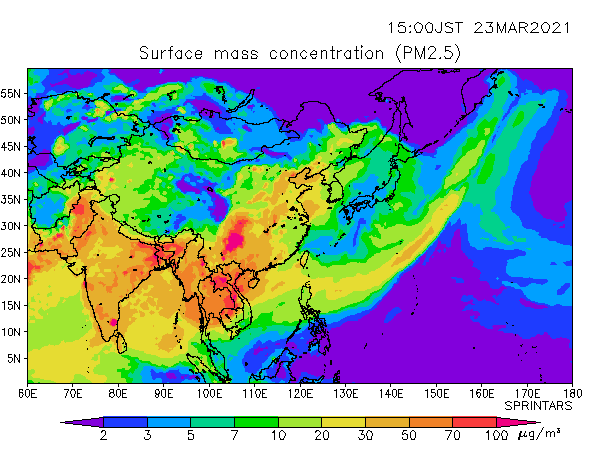 15:00JST 23MAR2021
Surface mass concentration (PM2.5)
55N
50N
45N
40N
35N
30N
25N
20N
15N
10N
5N
60E 70E 80E 90E 100E 110E 120E 130E 140E 150E 160E 170E 180
SPRINTARS
2 3 5 7 10 20 30 50 70 100 μg/m³